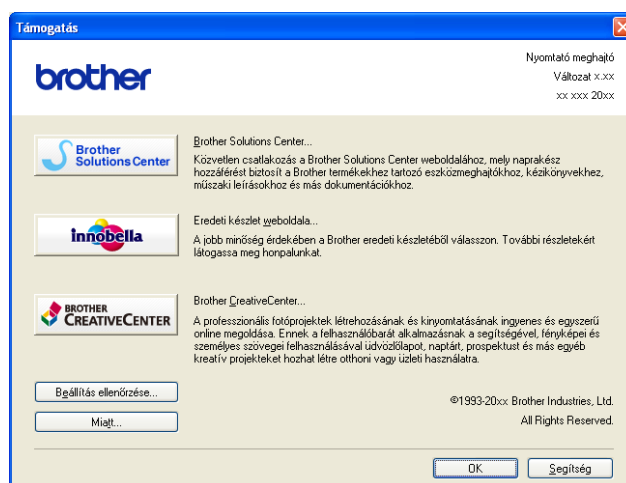 Támogatás
brother
Nyomtató meghajtó
Változat x.xx
xx xxx 20xx
Brother
Solutions Center
Brother Solutions Center...
Közvetlen csatlakozás a Brother Solutions Center weboldalához, mely naprakész
hozzáférést biztosít a Brother termékekhez tartozó eszközmeghajtókhoz, kézikönyvekhez,
műszaki leírásokhoz és más dokumentációkhoz.
innobella
Eredeti készlet weboldala...
A jobb minőség érdekében a Brother eredeti készletéből válasszon. További részletekért
látogassa meg honpalunkat.
BROTHER
CREATIVECENTER
Brother CreativeCenter...
A professzionális fotóprojektek létrehozásának és kinyomtatásának ingyenes és egyszerű
online megoldása. Ennek a felhasználóbarát alkalmazásnak a segítségével, fényképei és
személyes szövegei felhasználásával üdvözlőlapot, naptárt, prospektust és más egyéb
kreatív projekteket hozhat létre otthoni vagy üzleti használatra.
Beállítás ellenőrzése...
Miatt...
©1993-20xx Brother Industries, Ltd.
All Rights Reserved.
OK
Segítség